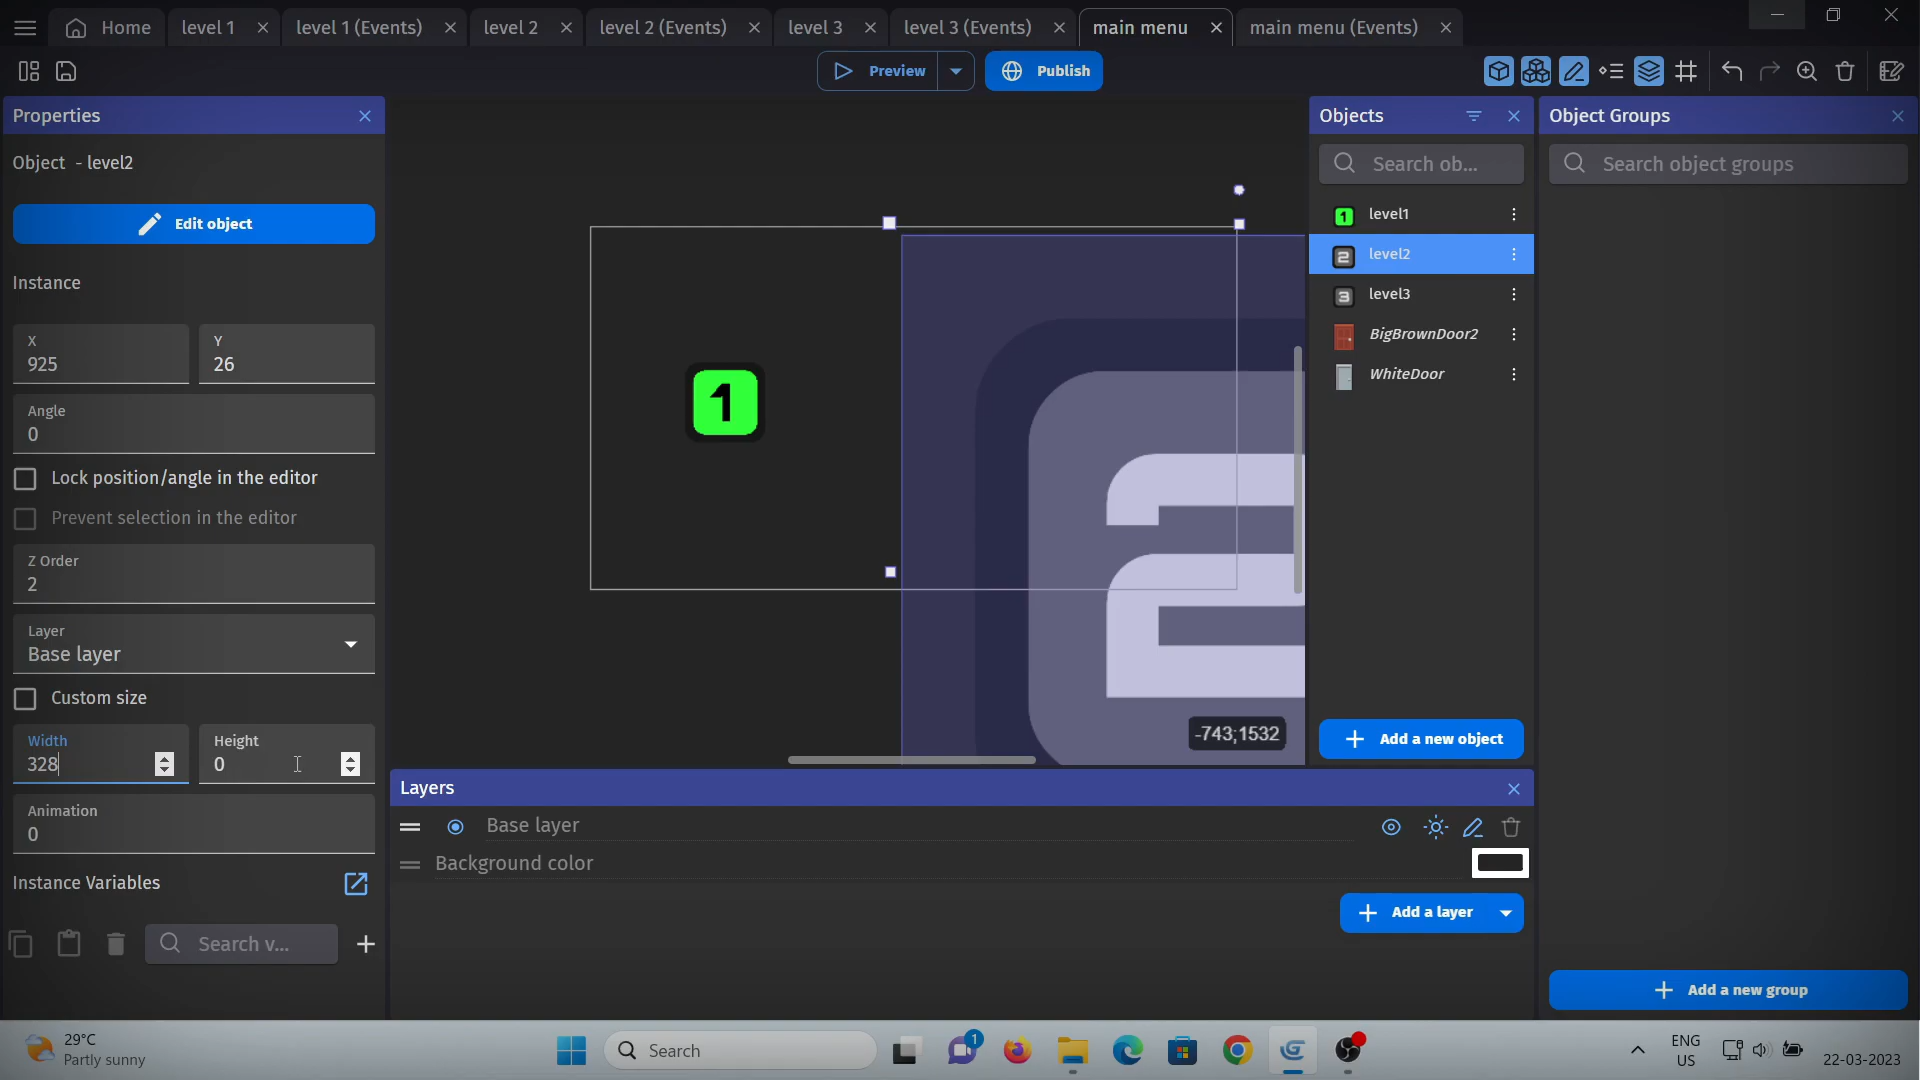 Home
level 1
level 1 (Events)
level 2
level 2 (Events)
level 3
level 3 (Events)
main menu
main menu (Events)
Preview
Publish
Properties
Object - level2
Edit object
Instance
X
925
Y
26
Angle
0
Lock position/angle in the editor
Prevent selection in the editor
Z Order
2
Layer
Base layer
Custom size
Width
328
Height
0
Animation
0
Instance Variables
Search v...
1
2
-743;1532
Objects
Search ob...
1 level1
2 level2
3 level3
BigBrownDoor2
WhiteDoor
Add a new object
Object Groups
Search object groups
Add a new group
Layers
Base layer
Background color
Add a layer
29°C
Partly sunny
Search
1
ENG
US
22-03-2023